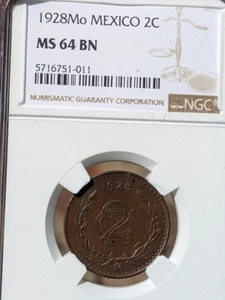 1928Mo MEXICO 2C
MS 64 BN
5716751-011
NUMISMATIC GUARANTY CORPORATION
NGC®
1928
2